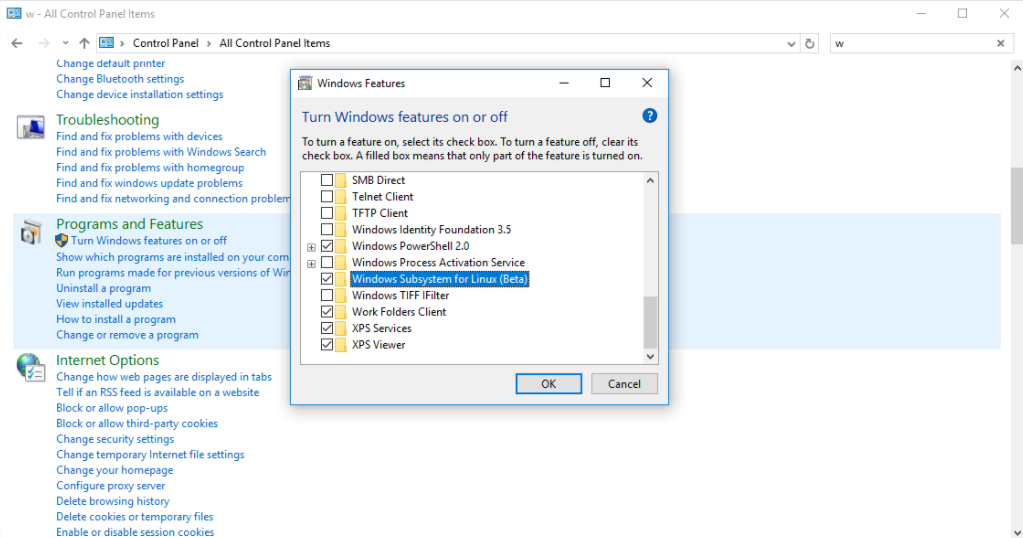 w - All Control Panel Items
Control Panel > All Control Panel Items
w
Change default printer
Change Bluetooth settings
Change device installation settings
Troubleshooting
Find and fix problems with devices
Find and fix problems with Windows Search
Find and fix problems with homegroup
Find and fix windows update problems
Find and fix networking and connection problem
Programs and Features
Turn Windows features on or off
Show which programs are installed on your com
Run programs made for previous versions of Win
Uninstall a program
View installed updates
How to install a program
Change or remove a program
Internet Options
Change how web pages are displayed in tabs
Tell if an RSS feed is available on a website
Block or allow pop-ups
Block or allow third-party cookies
Change security settings
Change temporary Internet file settings
Change your homepage
Configure proxy server
Delete browsing history
Delete cookies or temporary files
Enable or disable session cookies
Windows Features
Turn Windows features on or off
?
To turn a feature on, select its check box. To turn a feature off, clear its
check box. A filled box means that only part of the feature is turned on.
SMB Direct
Telnet Client
TFTP Client
Windows Identity Foundation 3.5
Windows PowerShell 2.0
Windows Process Activation Service
Windows Subsystem for Linux (Beta)
Windows TIFF IFilter
Work Folders Client
XPS Services
XPS Viewer
OK
Cancel